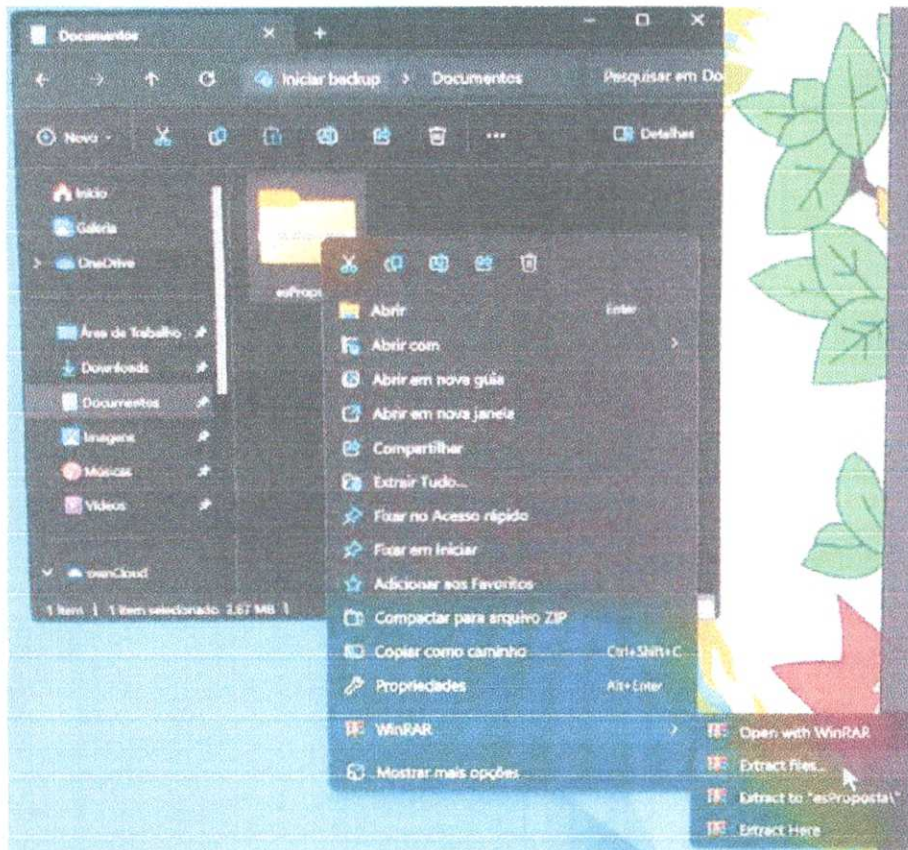 Documentos
Iniciar backup > Documentos
Pesquisar em Do
Novo
Detalhes
Início
Galeria
OneDrive
Área de Trabalho
Downloads
Documentos
Imagens
Músicas
Vídeos
ownCloud
1 item | 1 item selecionado 3,67 MB |
Abrir Enter
Abrir com
Abrir em nova guia
Abrir em nova janela
Compartilhar
Extrair Tudo...
Fixar no Acesso rápido
Fixar em Iniciar
Adicionar aos Favoritos
Compactar para arquivo ZIP
Copiar como caminho Ctrl+Shift+C
Propriedades Alt+Enter
WinRAR
Mostrar mais opções
Open with WinRAR
Extract files...
Extract to "esProposta\"
Extract Here